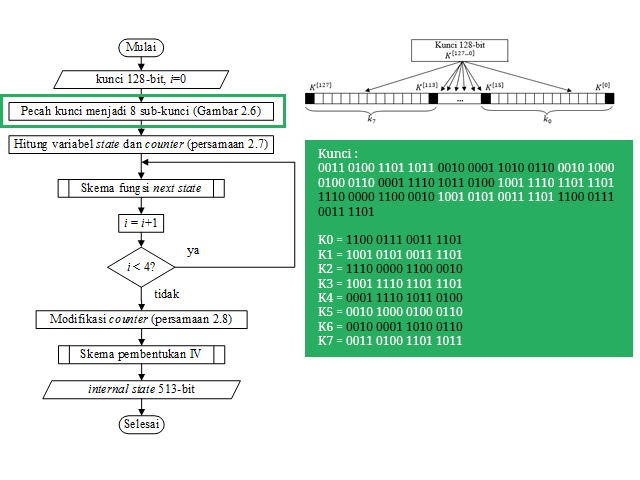 Mulai
kunci 128-bit, i=0
Pecah kunci menjadi 8 sub-kunci (Gambar 2.6)
Hitung variabel state dan counter (persamaan 2.7)
Skema fungsi next state
i = i+1
i < 4?
ya
tidak
Modifikasi counter (persamaan 2.8)
Skema pembentukan IV
internal state 513-bit
Selesai
Kunci 128-bit
K[127...0]
K[127]
K[113]
K[15]
K[0]
...
k7
k0
Kunci :
0011 0100 1101 1011 0010 0001 1010 0110 0010 1000
0100 0110 0001 1110 1011 0100 1001 1110 1101 1101
1110 0000 1100 0010 1001 0101 0011 1101 1100 0111
0011 1101
K0 = 1100 0111 0011 1101
K1 = 1001 0101 0011 1101
K2 = 1110 0000 1100 0010
K3 = 1001 1110 1101 1101
K4 = 0001 1110 1011 0100
K5 = 0010 1000 0100 0110
K6 = 0010 0001 1010 0110
K7 = 0011 0100 1101 1011